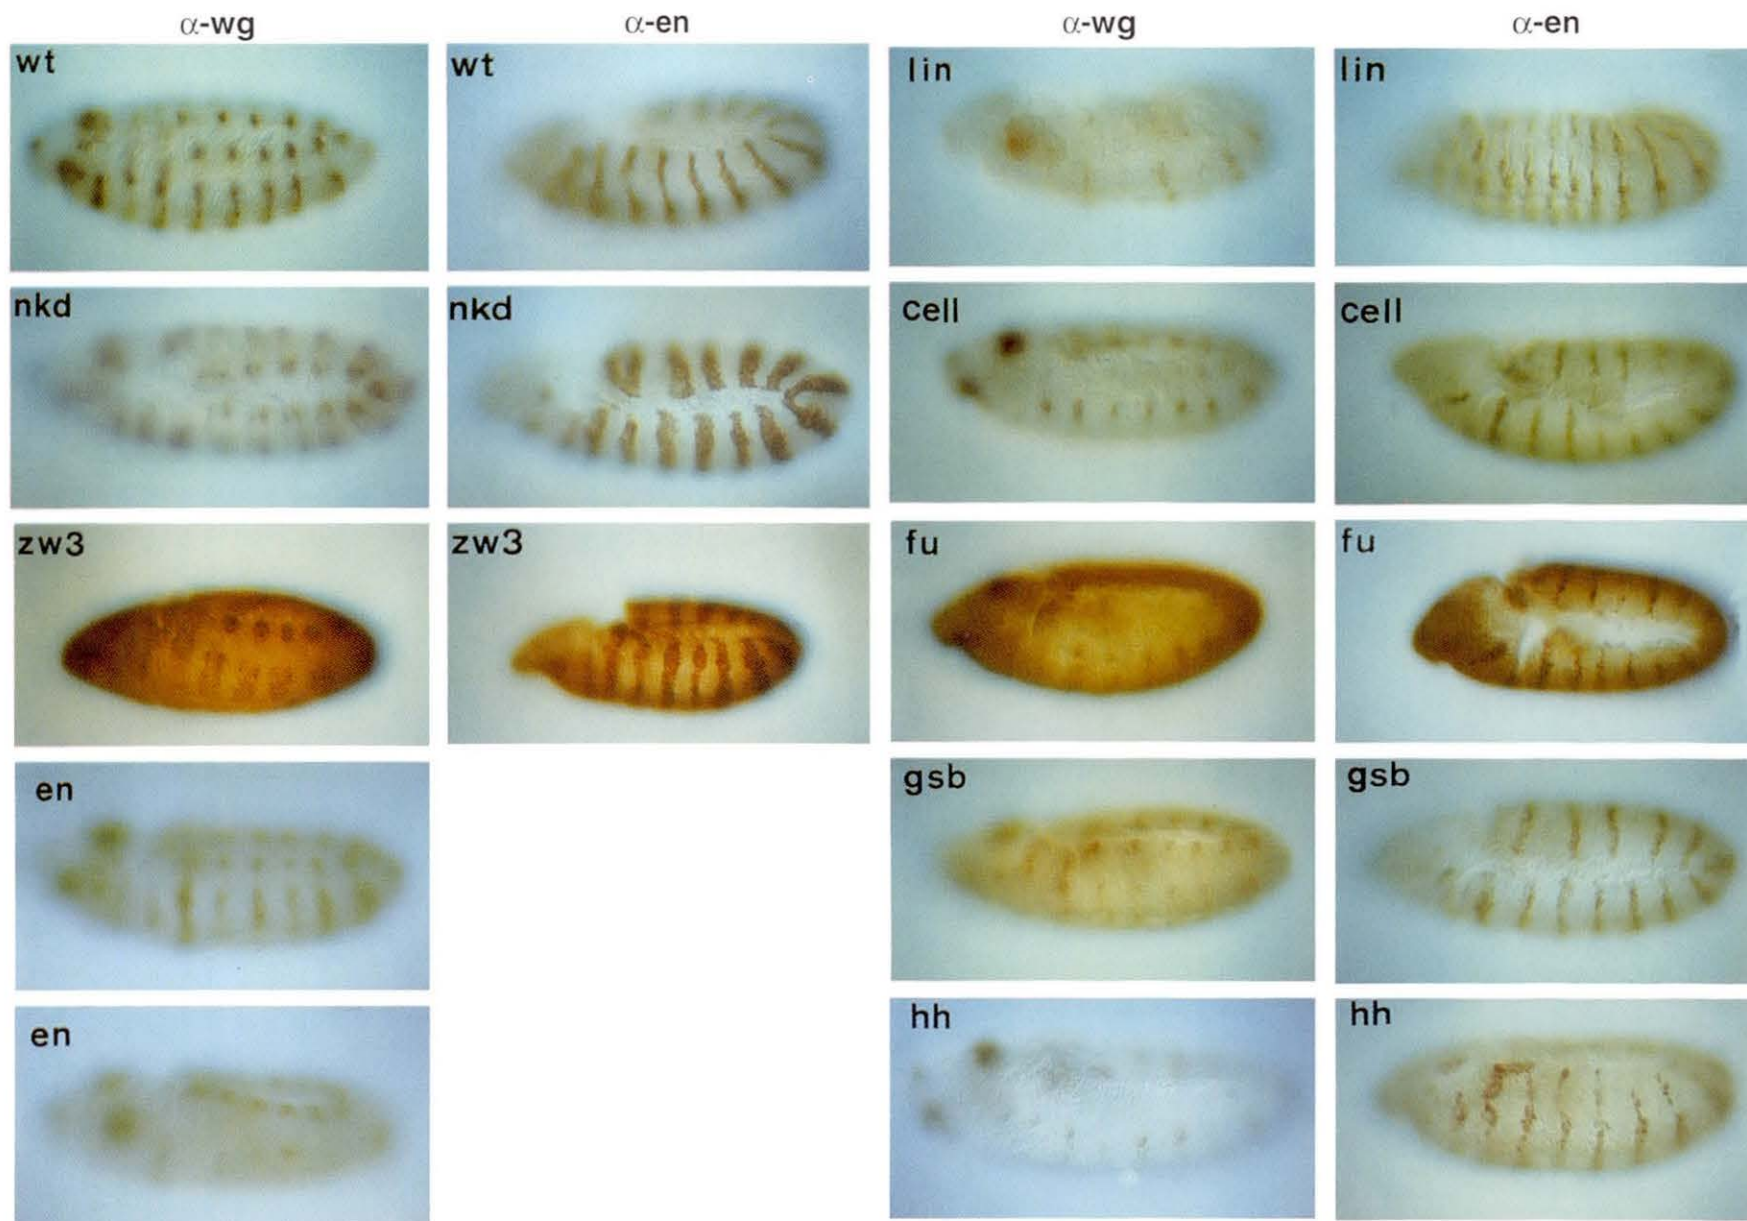 α-wg α-en α-wg α-en
wt wt lin lin
nkd nkd cell cell
zw3 zw3 fu fu
en gsb gsb
en hh hh